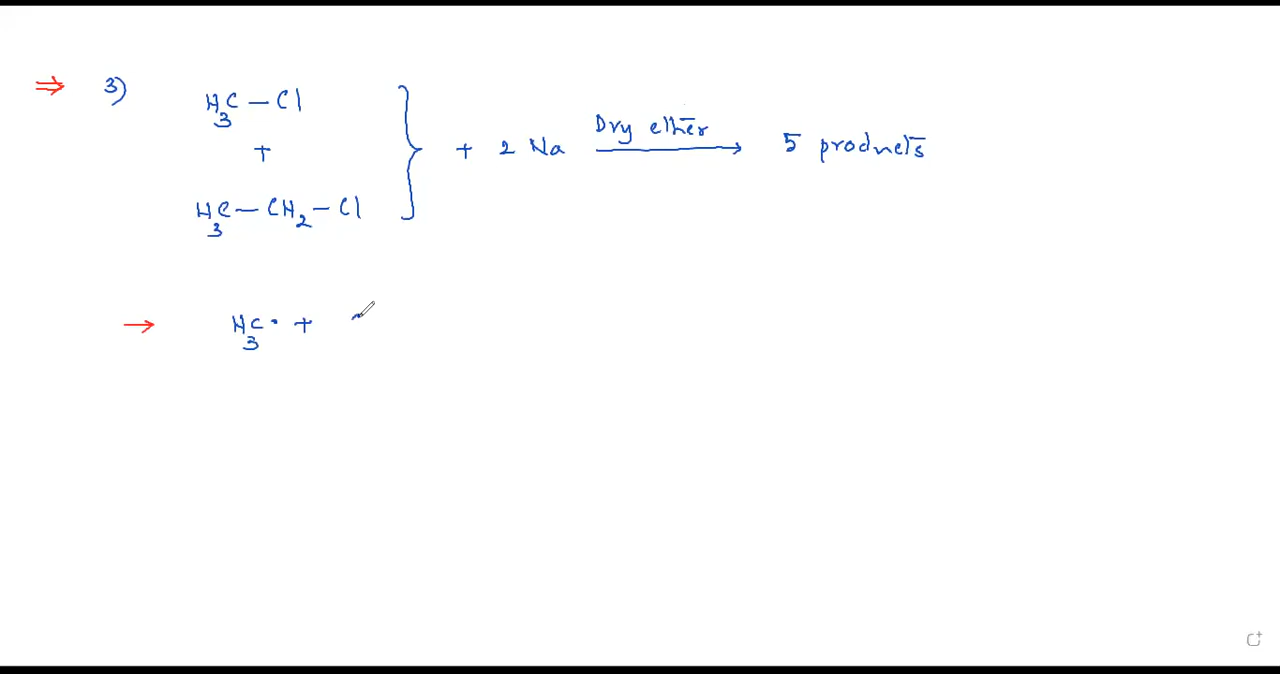 ⇒ 3) H₃C – Cl
+
H₃C – CH₂ – Cl } + 2 Na Dry ether → 5 products
→ H₃C• +